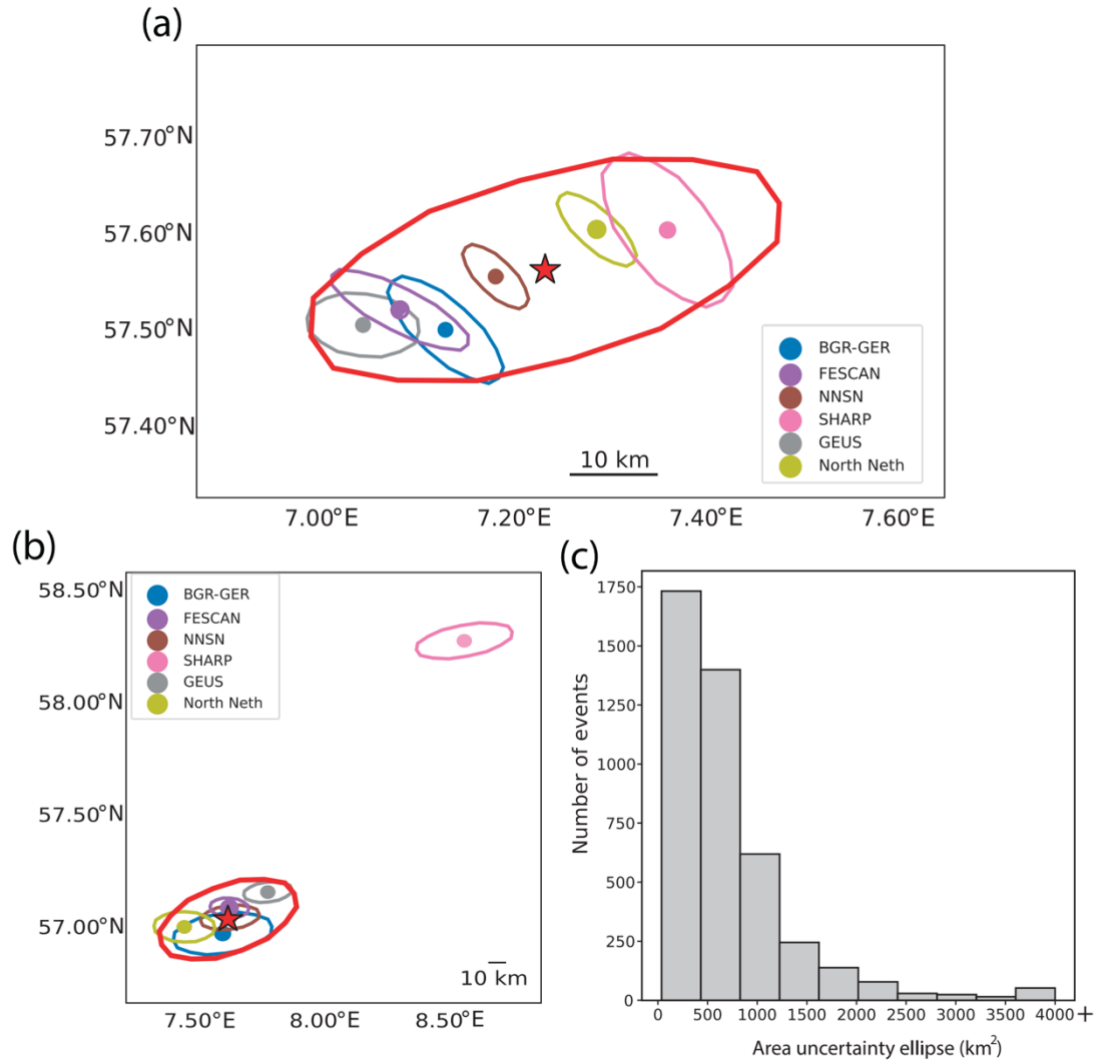 (a)
57.70°N
57.60°N
57.50°N
57.40°N
BGR-GER
FESCAN
NNSN
SHARP
GEUS
North Neth
10 km
7.00°E 7.20°E 7.40°E 7.60°E
(b)
58.50°N
58.00°N
57.50°N
57.00°N
BGR-GER
FESCAN
NNSN
SHARP
GEUS
North Neth
10 km
7.50°E 8.00°E 8.50°E
(c)
Number of events
1750
1500
1250
1000
750
500
250
0
0 500 1000 1500 2000 2500 3000 3500 4000 +
Area uncertainty ellipse (km²)